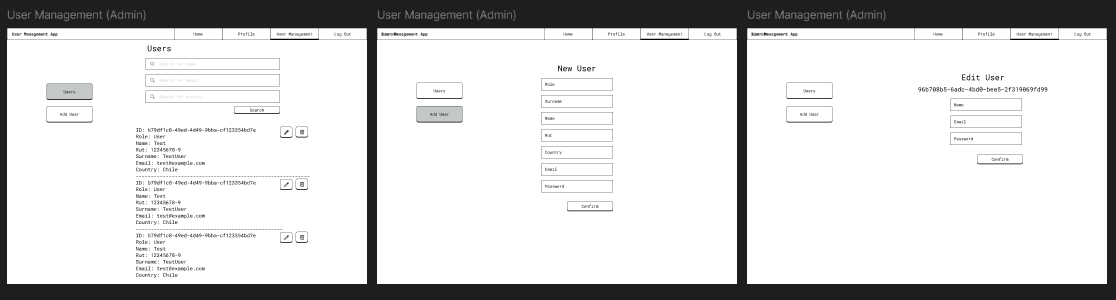 User Management (Admin)
User Management App
Home
Profile
User Management
Log Out
Users
Search for name
Search for email
Search for country
Search
Users
Add User
ID: b79df1c8-49ed-4d49-9bba-cf123354bd7e
Role: User
Name: Test
Rut: 12345678-9
Surname: TestUser
Email: test@example.com
Country: Chile
ID: b79df1c8-49ed-4d49-9bba-cf123354bd7e
Role: User
Name: Test
Rut: 12345678-9
Surname: TestUser
Email: test@example.com
Country: Chile
ID: b79df1c8-49ed-4d49-9bba-cf123354bd7e
Role: User
Name: Test
Rut: 12345678-9
Surname: TestUser
Email: test@example.com
Country: Chile
User Management (Admin)
Home
Profile
User Management
Log Out
New User
Users
Add User
Role
Surname
Name
Rut
Country
Email
Password
Confirm
User Management (Admin)
Home
Profile
User Management
Log Out
Edit User
96b708b5-6adc-4bd0-bee5-2f319069fd99
Users
Add User
Name
Email
Password
Confirm